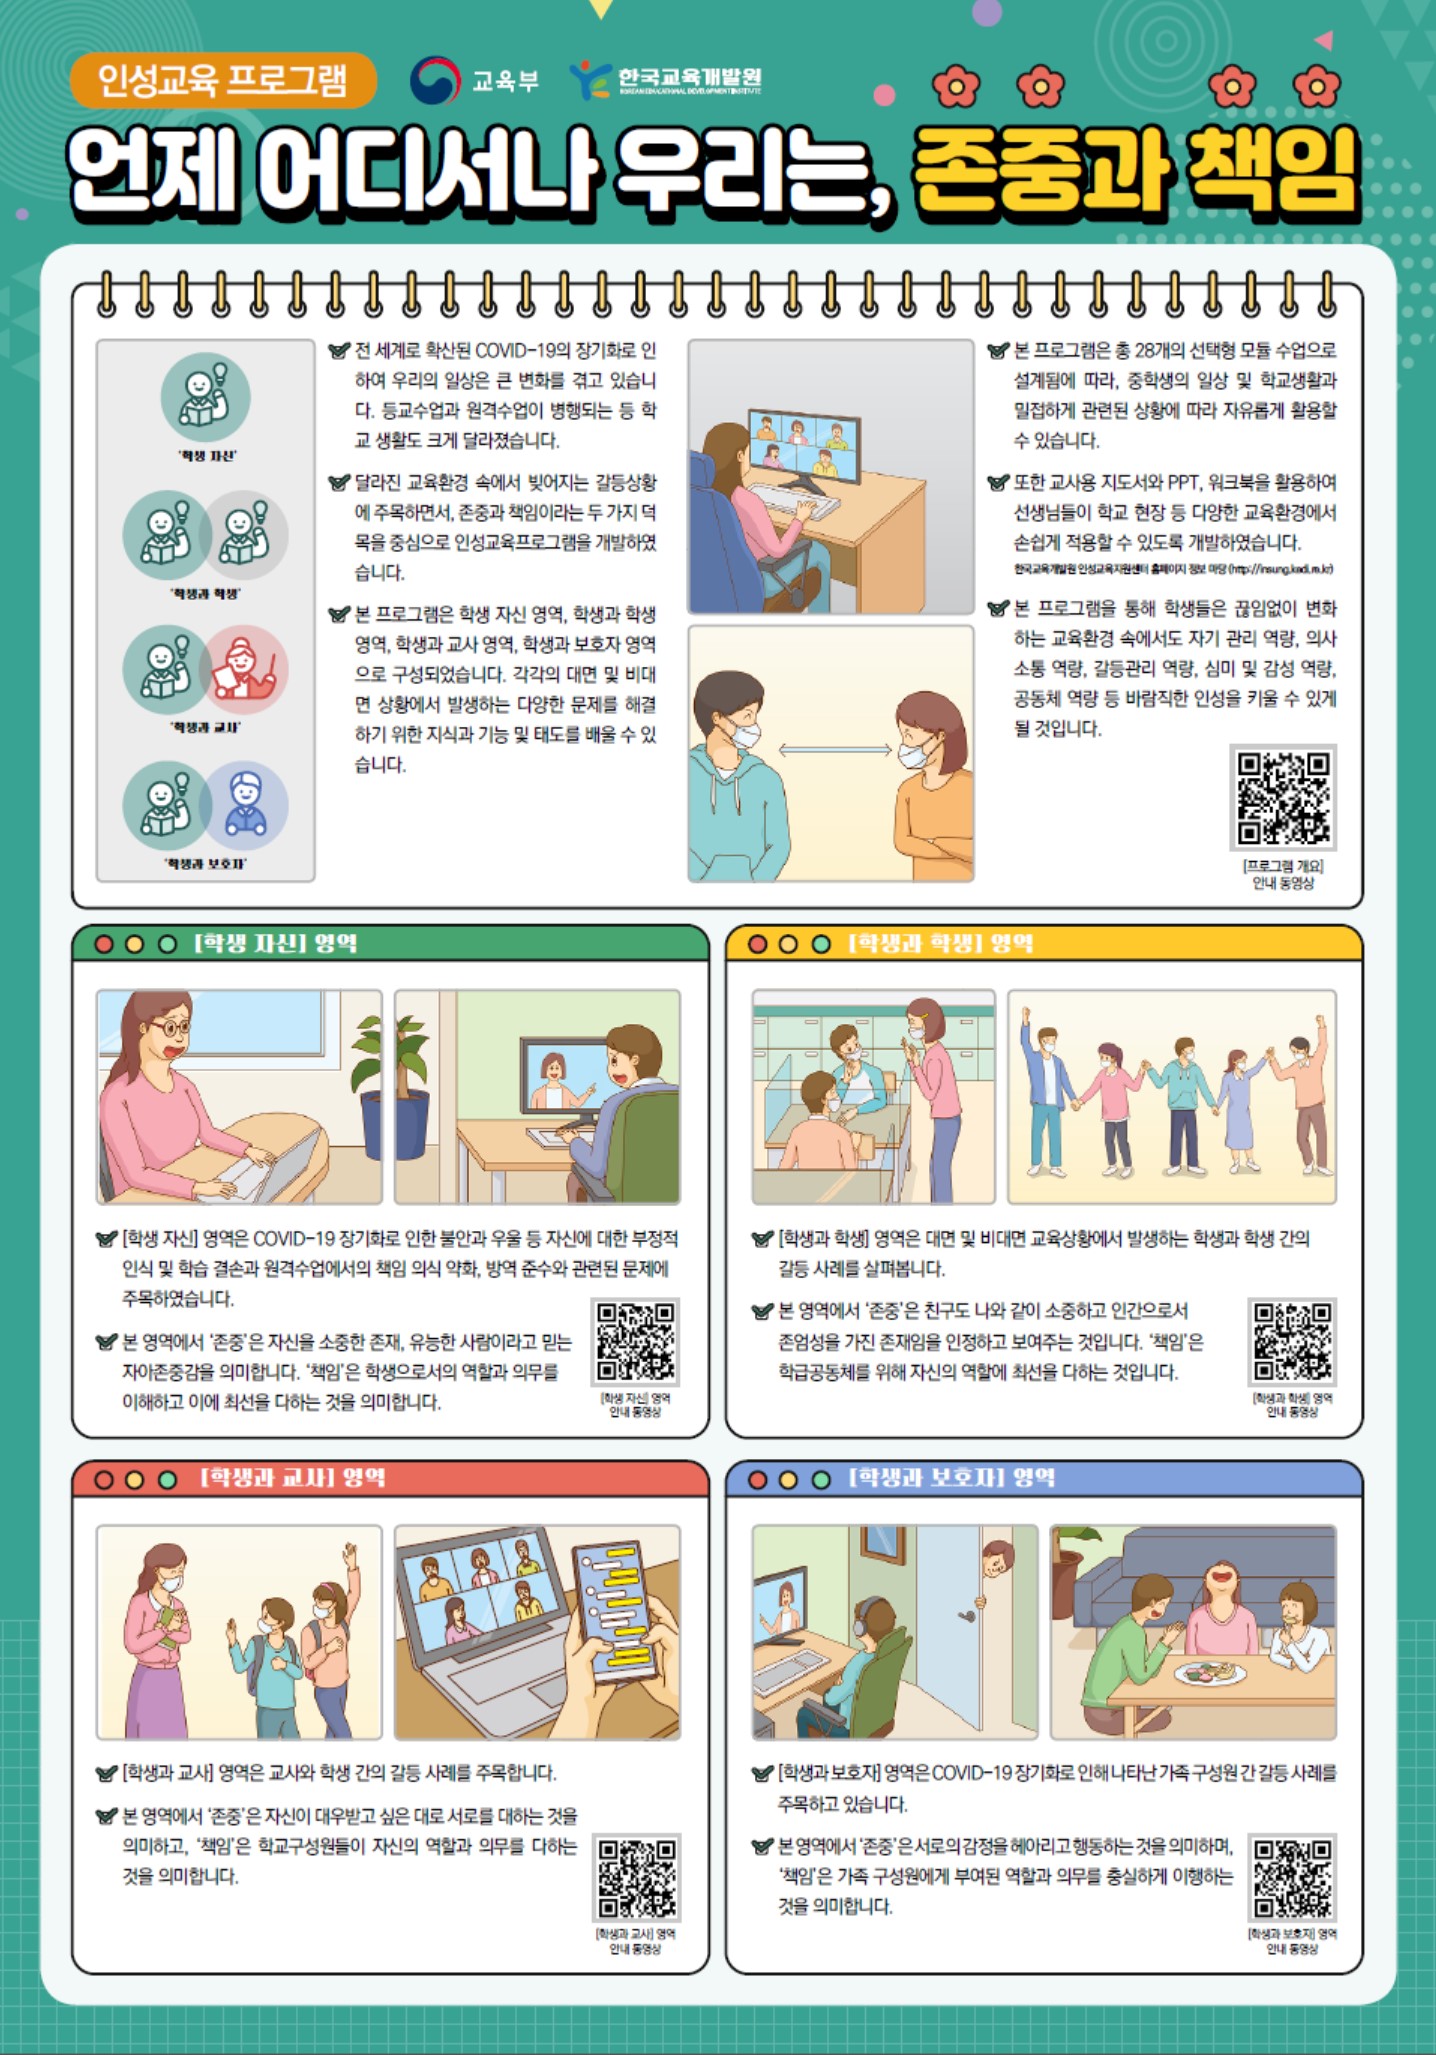 인성교육 프로그램
교육부
한국교육개발원
KOREAN EDUCATIONAL DEVELOPMENT INSTITUTE
언제 어디서나 우리는, 존중과 책임
'학생 자신'
'학생과 학생'
'학생과 교사'
'학생과 보호자'
전 세계로 확산된 COVID-19의 장기화로 인
하여 우리의 일상은 큰 변화를 겪고 있습니
다. 등교수업과 원격수업이 병행되는 등 학
교 생활도 크게 달라졌습니다.
달라진 교육환경 속에서 빚어지는 갈등상황
에 주목하면서, 존중과 책임이라는 두 가지 덕
목을 중심으로 인성교육프로그램을 개발하였
습니다.
본 프로그램은 학생 자신 영역, 학생과 학생
영역, 학생과 교사 영역, 학생과 보호자 영역
으로 구성되었습니다. 각각의 대면 및 비대
면 상황에서 발생하는 다양한 문제를 해결
하기 위한 지식과 기능 및 태도를 배울 수 있
습니다.
본 프로그램은 총 28개의 선택형 모듈 수업으로
설계됨에 따라, 중학생의 일상 및 학교생활과
밀접하게 관련된 상황에 따라 자유롭게 활용할
수 있습니다.
또한 교사용 지도서와 PPT, 워크북을 활용하여
선생님들이 학교 현장 등 다양한 교육환경에서
손쉽게 적용할 수 있도록 개발하였습니다.
한국교육개발원 인성교육지원센터 홈페이지 정보 마당 (http://insung.kedi.re.kr)
본 프로그램을 통해 학생들은 끊임없이 변화
하는 교육환경 속에서도 자기 관리 역량, 의사
소통 역량, 갈등관리 역량, 심미 및 감성 역량,
공동체 역량 등 바람직한 인성을 키울 수 있게
될 것입니다.
[프로그램 개요]
안내 동영상
[학생 자신] 영역
[학생 자신] 영역은 COVID-19 장기화로 인한 불안과 우울 등 자신에 대한 부정적
인식 및 학습 결손과 원격수업에서의 책임 의식 약화, 방역 준수와 관련된 문제에
주목하였습니다.
본 영역에서 '존중'은 자신을 소중한 존재, 유능한 사람이라고 믿는
자아존중감을 의미합니다. '책임'은 학생으로서의 역할과 의무를
이해하고 이에 최선을 다하는 것을 의미합니다.
[학생 자신] 영역
안내 동영상
[학생과 학생] 영역
[학생과 학생] 영역은 대면 및 비대면 교육상황에서 발생하는 학생과 학생 간의
갈등 사례를 살펴봅니다.
본 영역에서 '존중'은 친구도 나와 같이 소중하고 인간으로서
존엄성을 가진 존재임을 인정하고 보여주는 것입니다. '책임'은
학급공동체를 위해 자신의 역할에 최선을 다하는 것입니다.
[학생과 학생] 영역
안내 동영상
[학생과 교사] 영역
[학생과 교사] 영역은 교사와 학생 간의 갈등 사례를 주목합니다.
본 영역에서 '존중'은 자신이 대우받고 싶은 대로 서로를 대하는 것을
의미하고, '책임'은 학교구성원들이 자신의 역할과 의무를 다하는
것을 의미합니다.
[학생과 교사] 영역
안내 동영상
[학생과 보호자] 영역
[학생과 보호자] 영역은 COVID-19 장기화로 인해 나타난 가족 구성원 간 갈등 사례를
주목하고 있습니다.
본 영역에서 '존중'은 서로의 감정을 헤아리고 행동하는 것을 의미하며,
'책임'은 가족 구성원에게 부여된 역할과 의무를 충실하게 이행하는
것을 의미합니다.
[학생과 보호자] 영역
안내 동영상